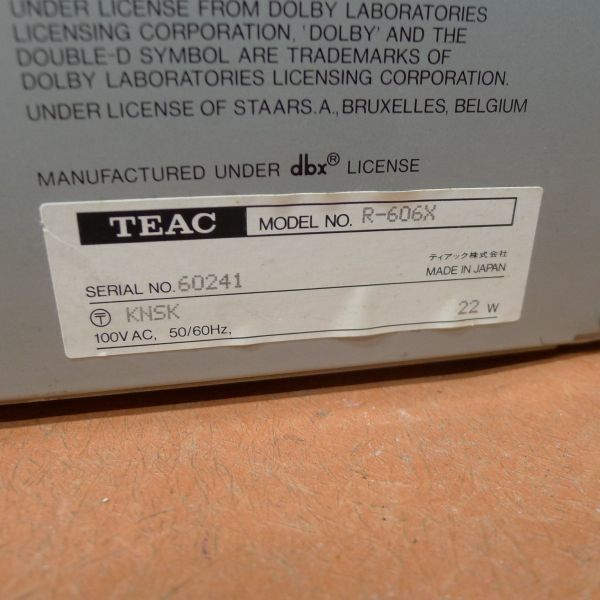 UNDER LICENSE FROM DOLBY LABORATORIES
LICENSING CORPORATION, 'DOLBY' AND THE
DOUBLE-D SYMBOL ARE TRADEMARKS OF
DOLBY LABORATORIES LICENSING CORPORATION.
UNDER LICENSE OF STAARS.A., BRUXELLES, BELGIUM
MANUFACTURED UNDER dbx® LICENSE
TEAC MODEL NO. R-606X
ティアック株式会社
SERIAL NO. 60241 MADE IN JAPAN
〶 KNSK 22 W
100V AC, 50/60Hz,